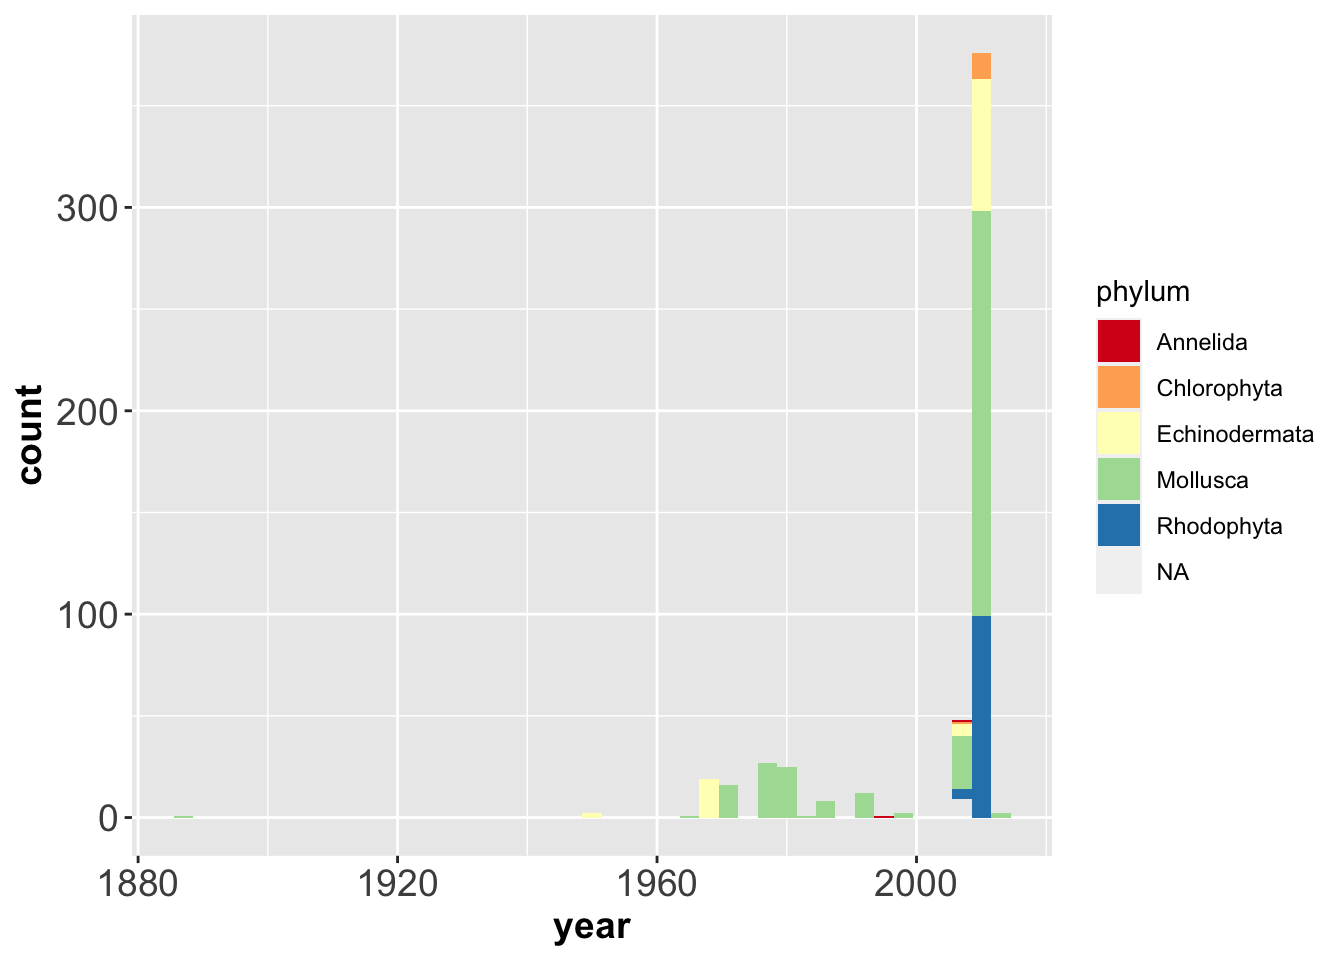 300
200
100
0
count
1880
1920
1960
2000
year
phylum
Annelida
Chlorophyta
Echinodermata
Mollusca
Rhodophyta
NA